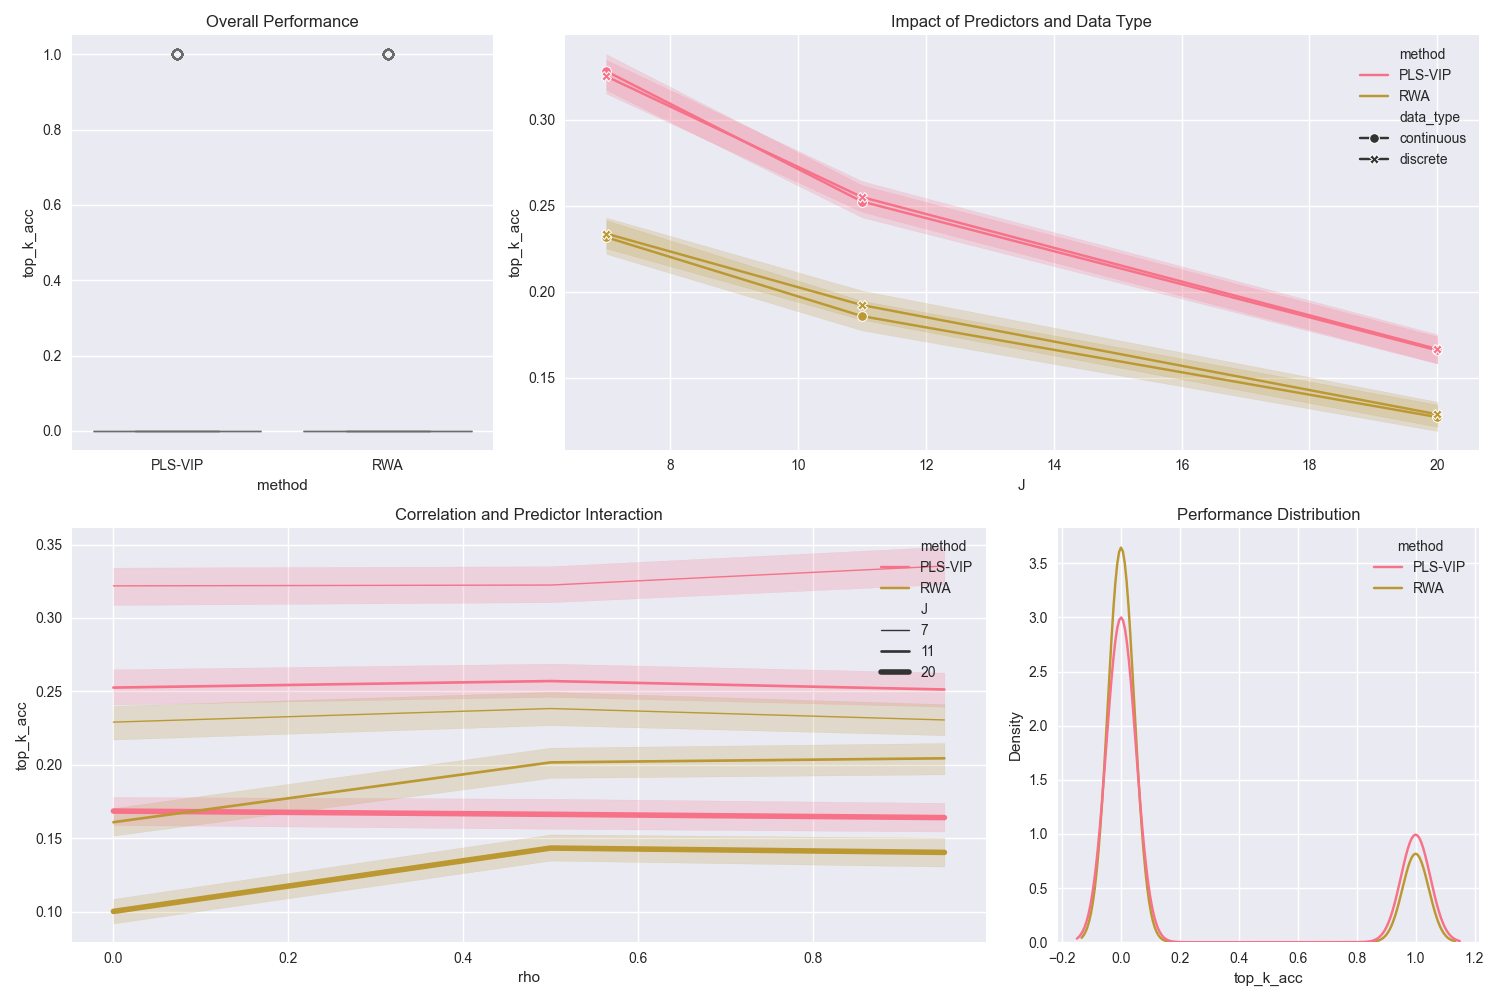 Overall Performance
1.0
0.8
0.6
0.4
0.2
0.0
top_k_acc
PLS-VIP
RWA
method
Impact of Predictors and Data Type
0.30
0.25
0.20
0.15
top_k_acc
8
10
12
14
16
18
20
J
method
PLS-VIP
RWA
data_type
continuous
discrete
Correlation and Predictor Interaction
0.35
0.30
0.25
0.20
0.15
0.10
top_k_acc
0.0
0.2
0.4
0.6
0.8
rho
method
PLS-VIP
RWA
J
7
11
20
Performance Distribution
3.5
3.0
2.5
2.0
1.5
1.0
0.5
0.0
Density
−0.2
0.0
0.2
0.4
0.6
0.8
1.0
1.2
top_k_acc
method
PLS-VIP
RWA